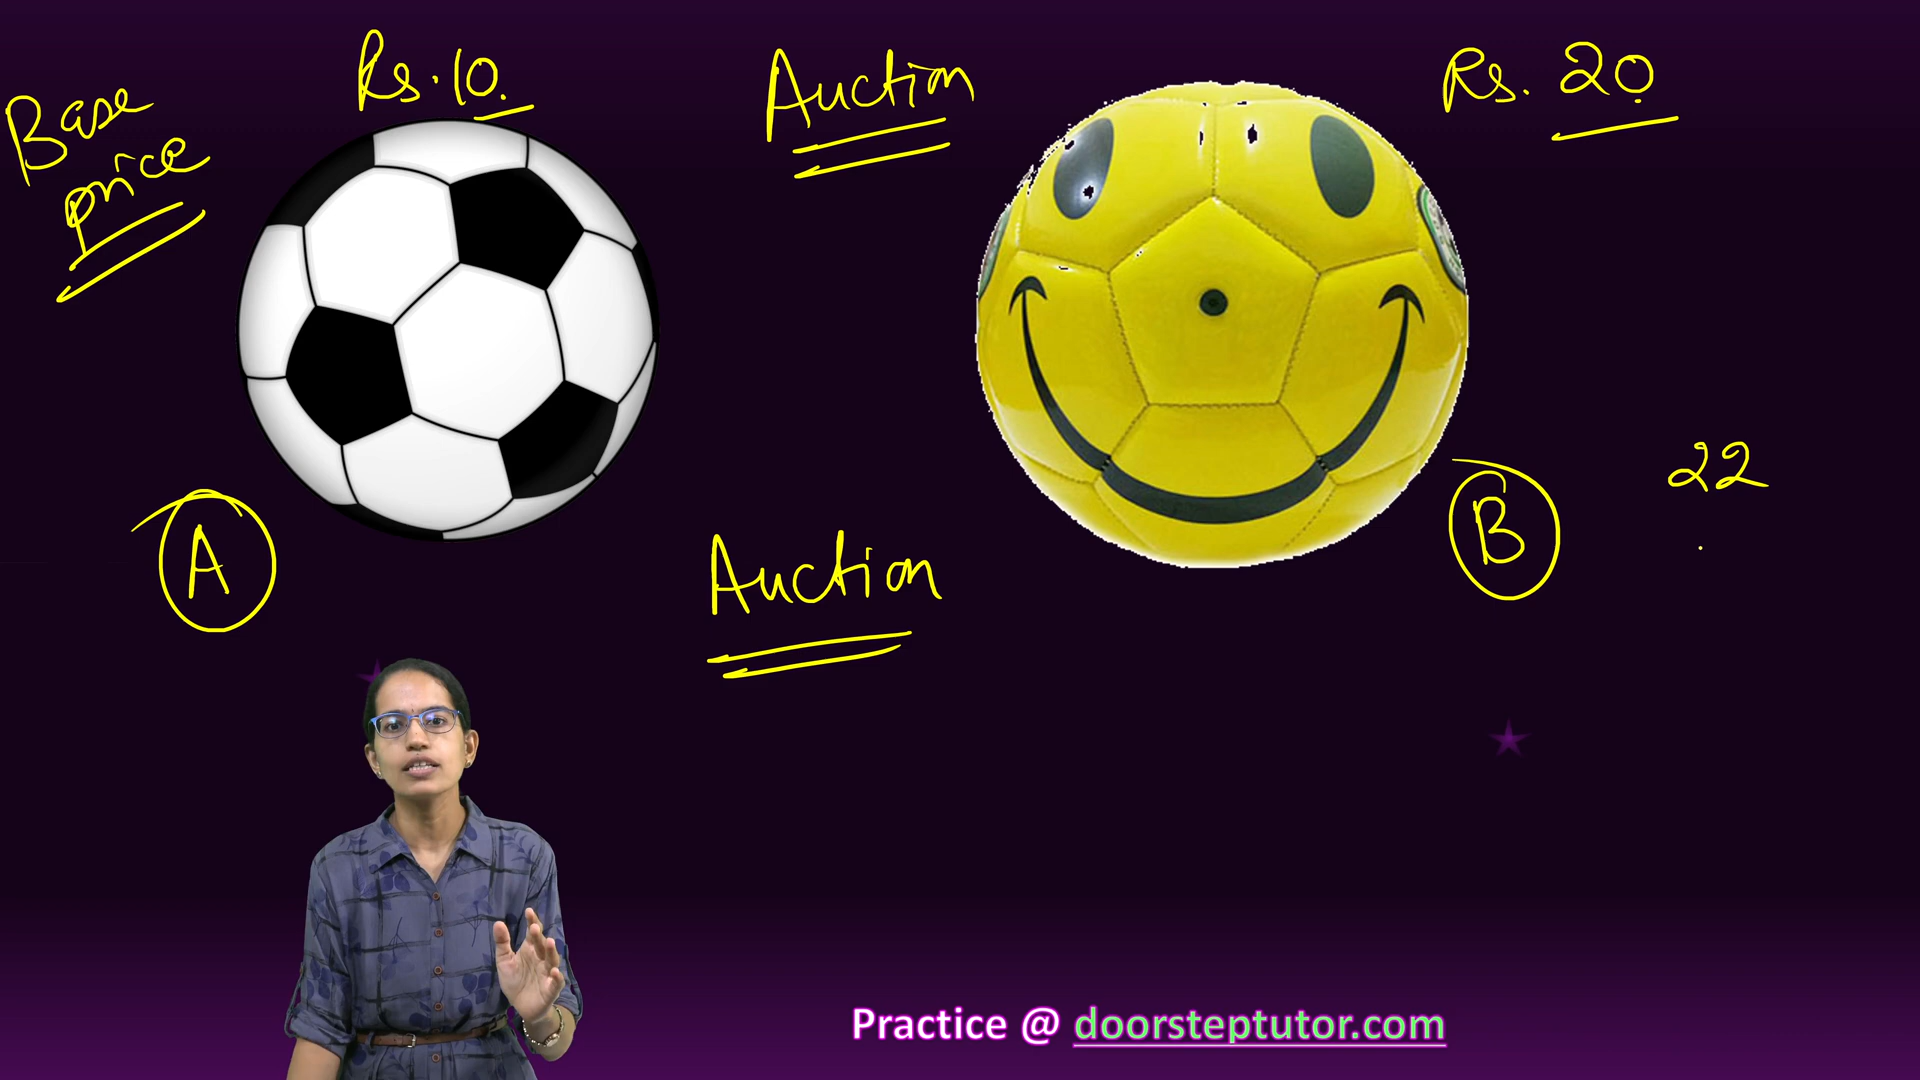 Rs. 10.
Auction
Rs. 20
Base
price
22
A
B
Auction
Practice @ doorsteptutor.com